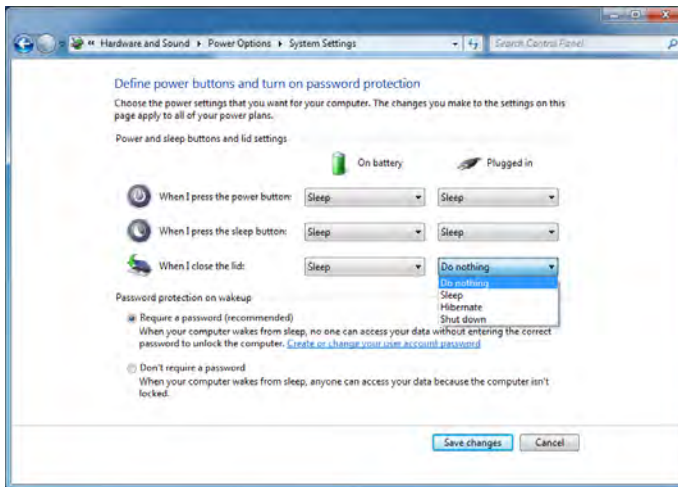 « Hardware and Sound ▸ Power Options ▸ System Settings
Search Control Panel
Define power buttons and turn on password protection
Choose the power settings that you want for your computer. The changes you make to the settings on this
page apply to all of your power plans.
Power and sleep buttons and lid settings
On battery Plugged in
When I press the power button: Sleep Sleep
When I press the sleep button: Sleep Sleep
When I close the lid: Sleep Do nothing
Do nothing
Sleep
Hibernate
Shut down
Password protection on wakeup
Require a password (recommended)
When your computer wakes from sleep, no one can access your data without entering the correct
password to unlock the computer. Create or change your user account password
Don't require a password
When your computer wakes from sleep, anyone can access your data because the computer isn't
locked.
Save changes Cancel